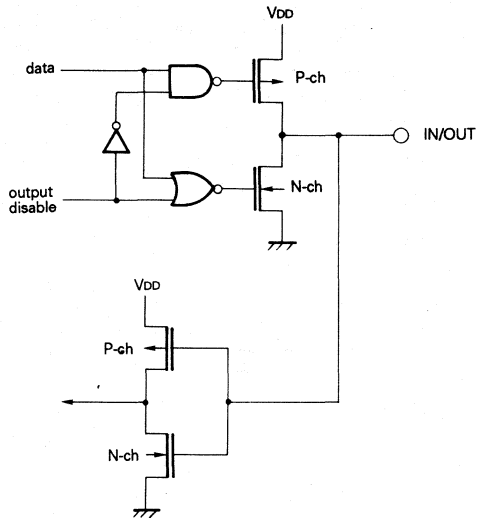 VDD
data
P-ch
IN/OUT
N-ch
output
disable
VDD
P-ch
N-ch